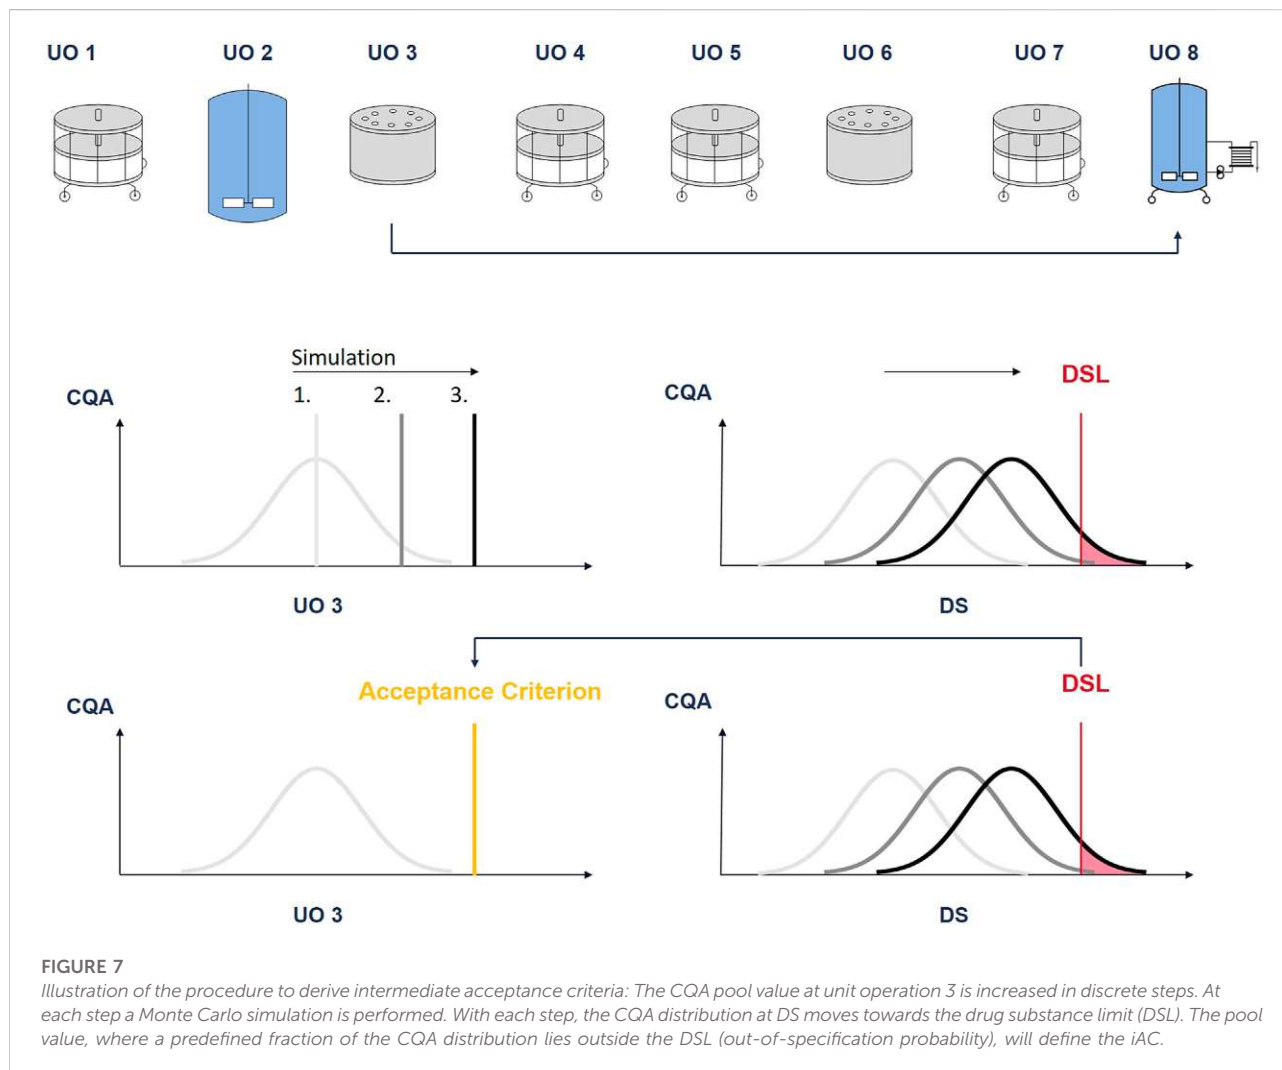 UO 1 UO 2 UO 3 UO 4 UO 5 UO 6 UO 7 UO 8
Simulation
1. 2. 3.
CQA
UO 3
DSL
CQA
DS
Acceptance Criterion
CQA
UO 3
DSL
CQA
DS
FIGURE 7
Illustration of the procedure to derive intermediate acceptance criteria: The CQA pool value at unit operation 3 is increased in discrete steps. At
each step a Monte Carlo simulation is performed. With each step, the CQA distribution at DS moves towards the drug substance limit (DSL). The pool
value, where a predefined fraction of the CQA distribution lies outside the DSL (out-of-specification probability), will define the iAC.